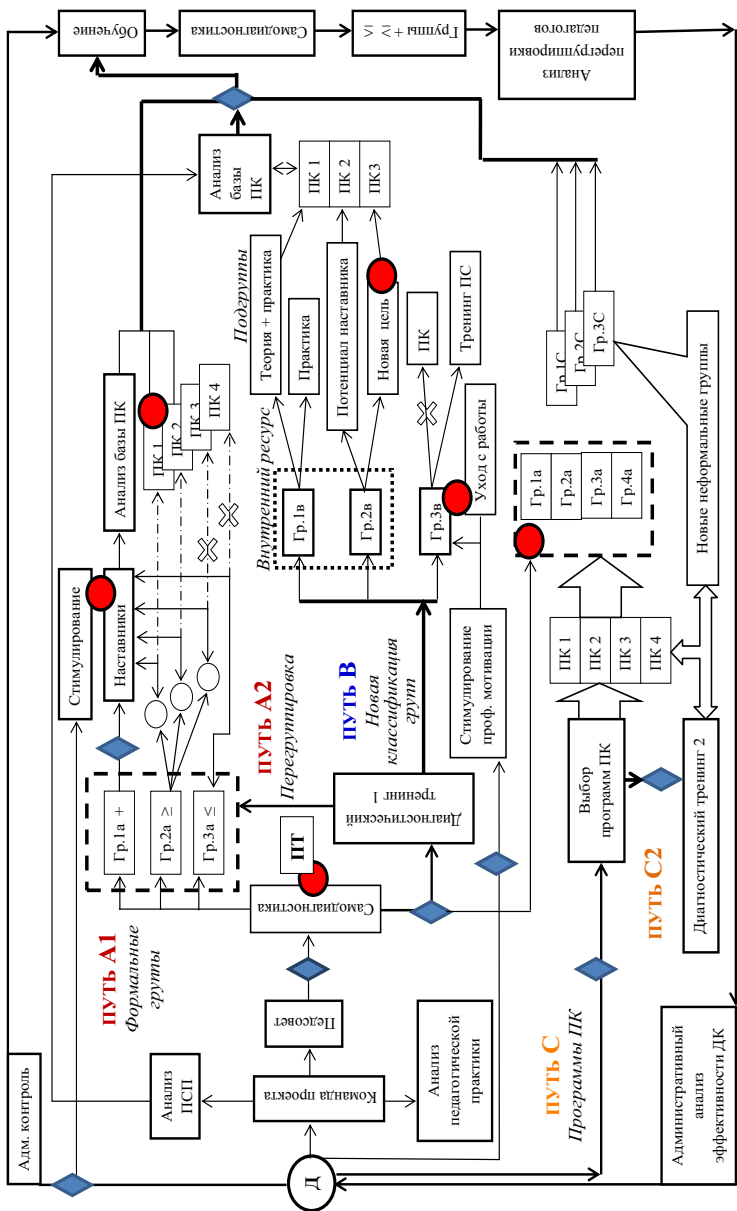 Адм. контроль
Анализ
ПСП
Д
Команда проекта
Анализ
педагогической
практики
Педсовет
ПУТЬ А1
Формальные
группы
Самодиагностика
ПТ
Гр.1а +
Гр.2а ≥
Гр.3а ≤
ПУТЬ А2
Перегруппировка
Диагностический
тренинг 1
Стимулирование
Наставники
Анализ базы ПК
ПК 1
ПК 2
ПК 3
ПК 4
ПУТЬ В
Новая
классификация
групп
Стимулирование
проф. мотивации
Внутренний ресурс
Гр.1в
Гр.2в
Гр.3в
Уход с работы
Подгруппы
Теория + практика
Практика
Потенциал наставника
Новая цель
ПК
Тренинг ПС
Анализ
базы
ПК
ПК 1
ПК 2
ПК3
ПУТЬ С
Программы ПК
Выбор
программ ПК
ПК 1
ПК 2
ПК 3
ПК 4
Гр.1а
Гр.2а
Гр.3а
Гр.4а
Гр.1С
Гр.2С
Гр.3С
ПУТЬ С2
Диагностический тренинг 2
Новые неформальные группы
Обучение
Самодиагностика
Группы + ≥ ≤
Анализ
перегруппировки
педагогов
Административный
анализ
эффективности ДК